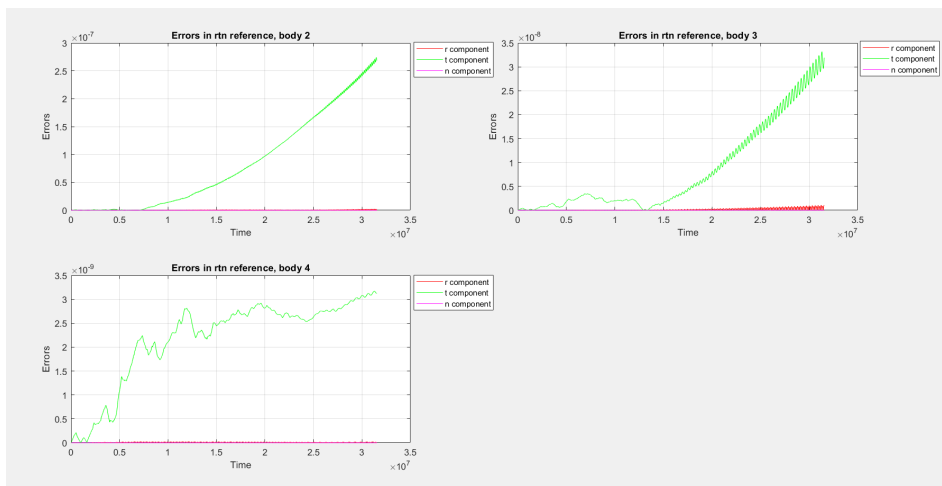 Errors in rtn reference, body 2
×10⁻⁷
3
2.5
2
1.5
1
0.5
0
Errors
0 0.5 1 1.5 2 2.5 3 3.5
Time
×10⁷
r component
t component
n component
Errors in rtn reference, body 3
×10⁻⁸
3.5
3
2.5
2
1.5
1
0.5
0
Errors
0 0.5 1 1.5 2 2.5 3 3.5
Time
×10⁷
r component
t component
n component
Errors in rtn reference, body 4
×10⁻⁹
3.5
3
2.5
2
1.5
1
0.5
0
Errors
0 0.5 1 1.5 2 2.5 3 3.5
Time
×10⁷
r component
t component
n component